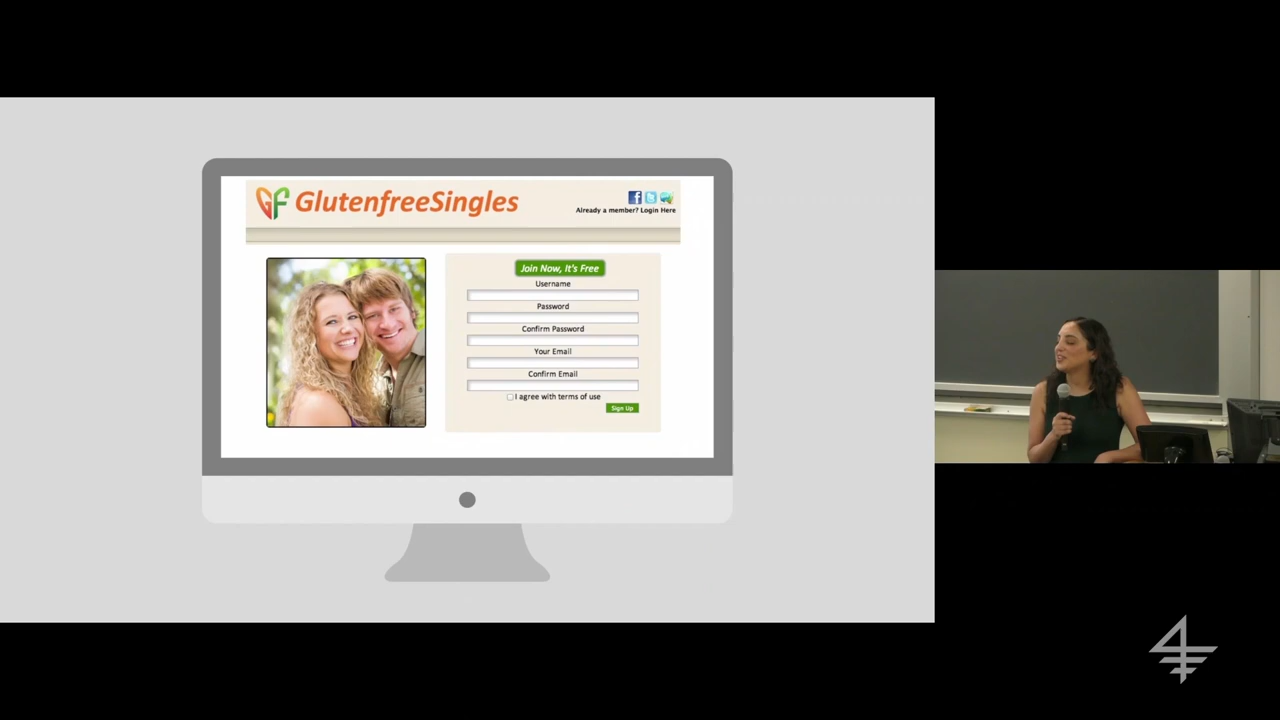 GF GlutenfreeSingles
Already a member? Login Here
Join Now, It's Free
Username
Password
Confirm Password
Your Email
Confirm Email
I agree with terms of use
Sign Up